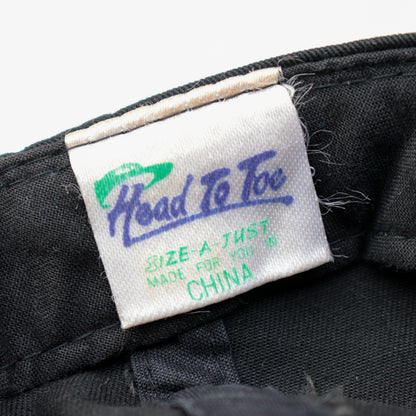 Head To Toe
SIZE-A-JUST
MADE FOR YOU IN
CHINA